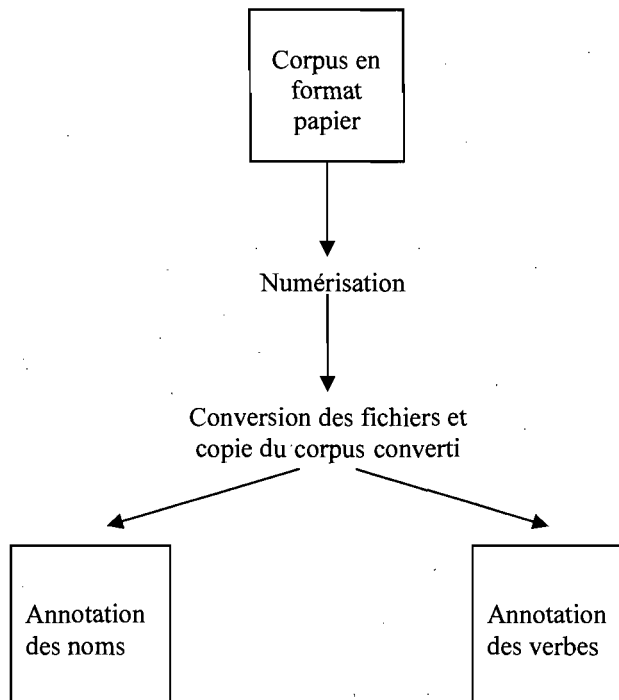 Corpus en
format
papier
Numérisation
Conversion des fichiers et
copie du corpus converti
Annotation
des noms
Annotation
des verbes